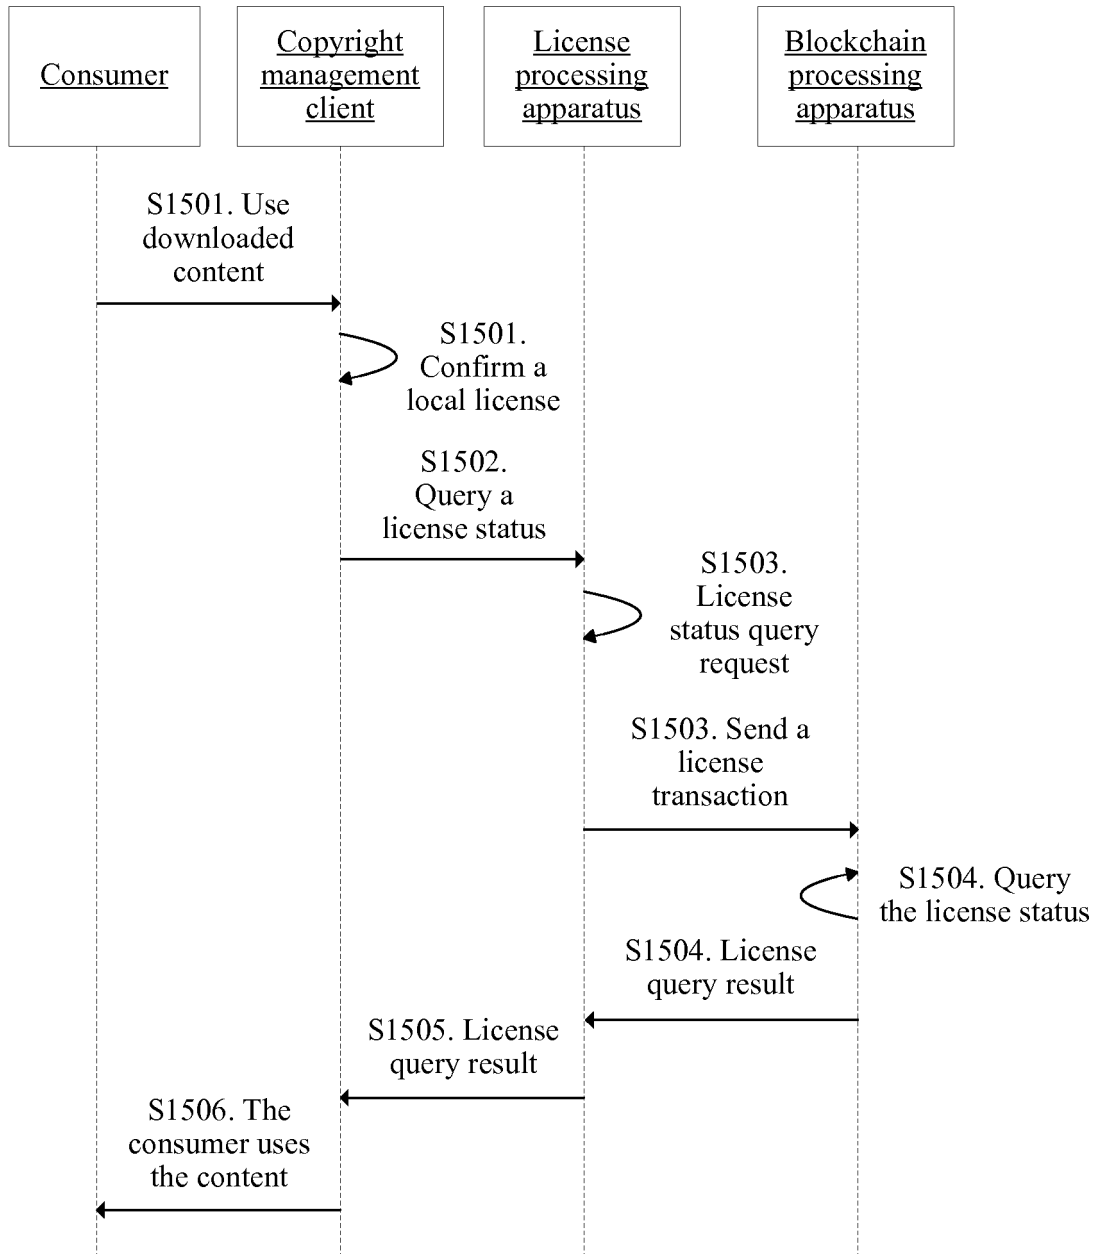 Consumer
Copyright
management
client
License
processing
apparatus
Blockchain
processing
apparatus
S1501. Use
downloaded
content
S1501.
Confirm a
local license
S1502.
Query a
license status
S1503.
License
status query
request
S1503. Send a
license
transaction
S1504. Query
the license status
S1504. License
query result
S1505. License
query result
S1506. The
consumer uses
the content